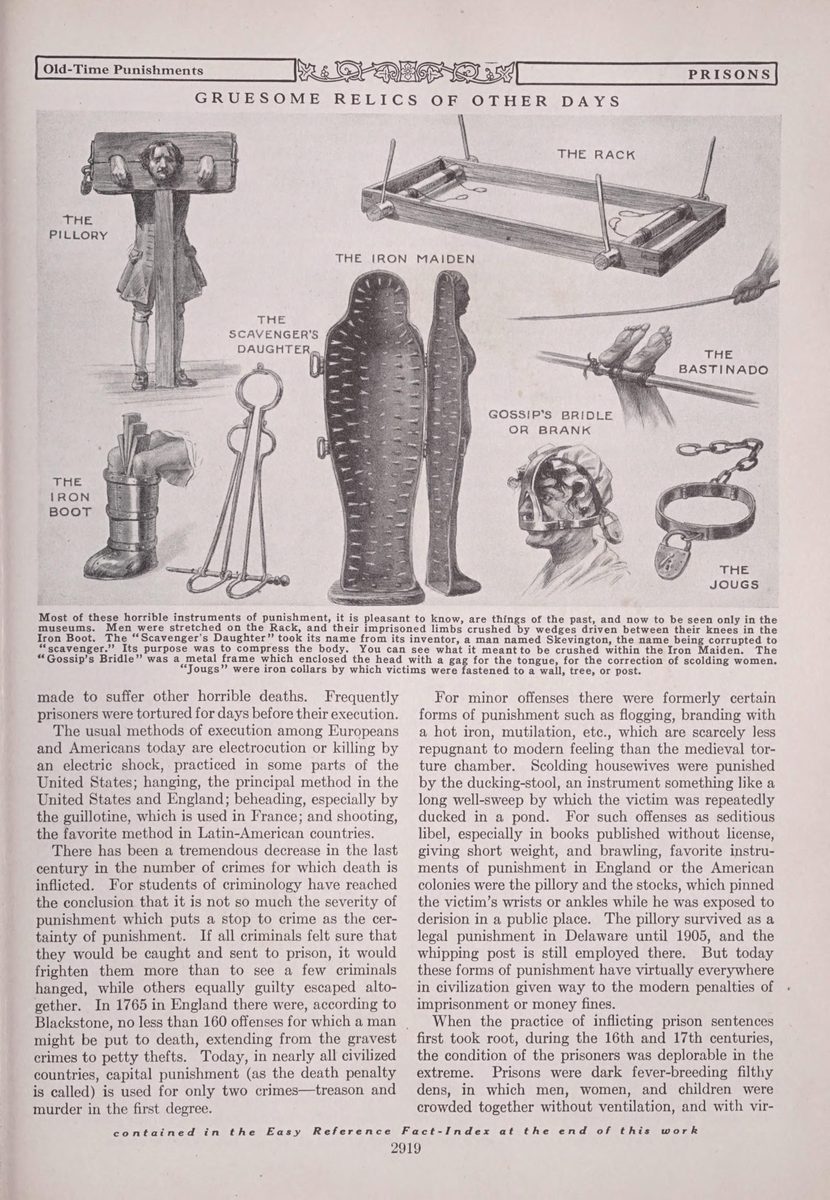 Old-Time Punishments
PRISONS
GRUESOME RELICS OF OTHER DAYS
THE
PILLORY
THE RACK
THE IRON MAIDEN
THE
SCAVENGER'S
DAUGHTER
THE
BASTINADO
GOSSIP'S BRIDLE
OR BRANK
THE
IRON
BOOT
THE
JOUGS
Most of these horrible instruments of punishment, it is pleasant to know, are things of the past, and now to be seen only in the
museums. Men were stretched on the Rack, and their imprisoned limbs crushed by wedges driven between their knees in the
Iron Boot. The "Scavenger's Daughter" took its name from its inventor, a man named Skevington, the name being corrupted to
"scavenger." Its purpose was to compress the body. You can see what it meant to be crushed within the Iron Maiden. The
"Gossip's Bridle" was a metal frame which enclosed the head with a gag for the tongue, for the correction of scolding women.
"Jougs" were iron collars by which victims were fastened to a wall, tree, or post.
made to suffer other horrible deaths. Frequently
prisoners were tortured for days before their execution.
The usual methods of execution among Europeans
and Americans today are electrocution or killing by
an electric shock, practiced in some parts of the
United States; hanging, the principal method in the
United States and England; beheading, especially by
the guillotine, which is used in France; and shooting,
the favorite method in Latin-American countries.
There has been a tremendous decrease in the last
century in the number of crimes for which death is
inflicted. For students of criminology have reached
the conclusion that it is not so much the severity of
punishment which puts a stop to crime as the cer-
tainty of punishment. If all criminals felt sure that
they would be caught and sent to prison, it would
frighten them more than to see a few criminals
hanged, while others equally guilty escaped alto-
gether. In 1765 in England there were, according to
Blackstone, no less than 160 offenses for which a man
might be put to death, extending from the gravest
crimes to petty thefts. Today, in nearly all civilized
countries, capital punishment (as the death penalty
is called) is used for only two crimes—treason and
murder in the first degree.
For minor offenses there were formerly certain
forms of punishment such as flogging, branding with
a hot iron, mutilation, etc., which are scarcely less
repugnant to modern feeling than the medieval tor-
ture chamber. Scolding housewives were punished
by the ducking-stool, an instrument something like a
long well-sweep by which the victim was repeatedly
ducked in a pond. For such offenses as seditious
libel, especially in books published without license,
giving short weight, and brawling, favorite instru-
ments of punishment in England or the American
colonies were the pillory and the stocks, which pinned
the victim's wrists or ankles while he was exposed to
derision in a public place. The pillory survived as a
legal punishment in Delaware until 1905, and the
whipping post is still employed there. But today
these forms of punishment have virtually everywhere
in civilization given way to the modern penalties of
imprisonment or money fines.
When the practice of inflicting prison sentences
first took root, during the 16th and 17th centuries,
the condition of the prisoners was deplorable in the
extreme. Prisons were dark fever-breeding filthy
dens, in which men, women, and children were
crowded together without ventilation, and with vir-
contained in the Easy Reference Fact-Index at the end of this work
2919